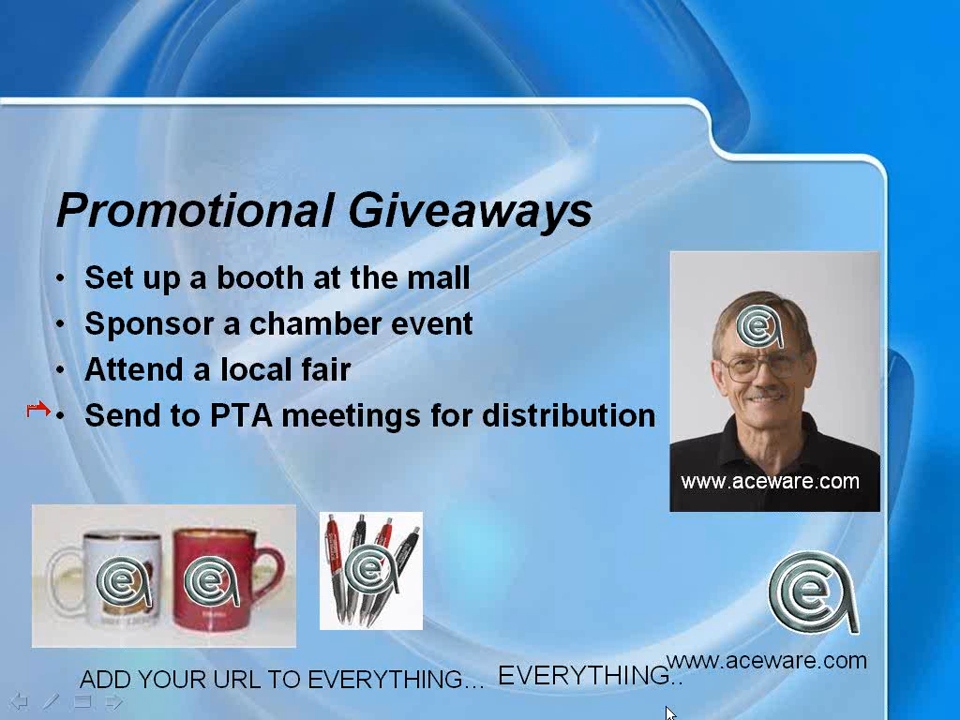 Promotional Giveaways
• Set up a booth at the mall
• Sponsor a chamber event
• Attend a local fair
• Send to PTA meetings for distribution
www.aceware.com
ADD YOUR URL TO EVERYTHING...
EVERYTHING..
www.aceware.com